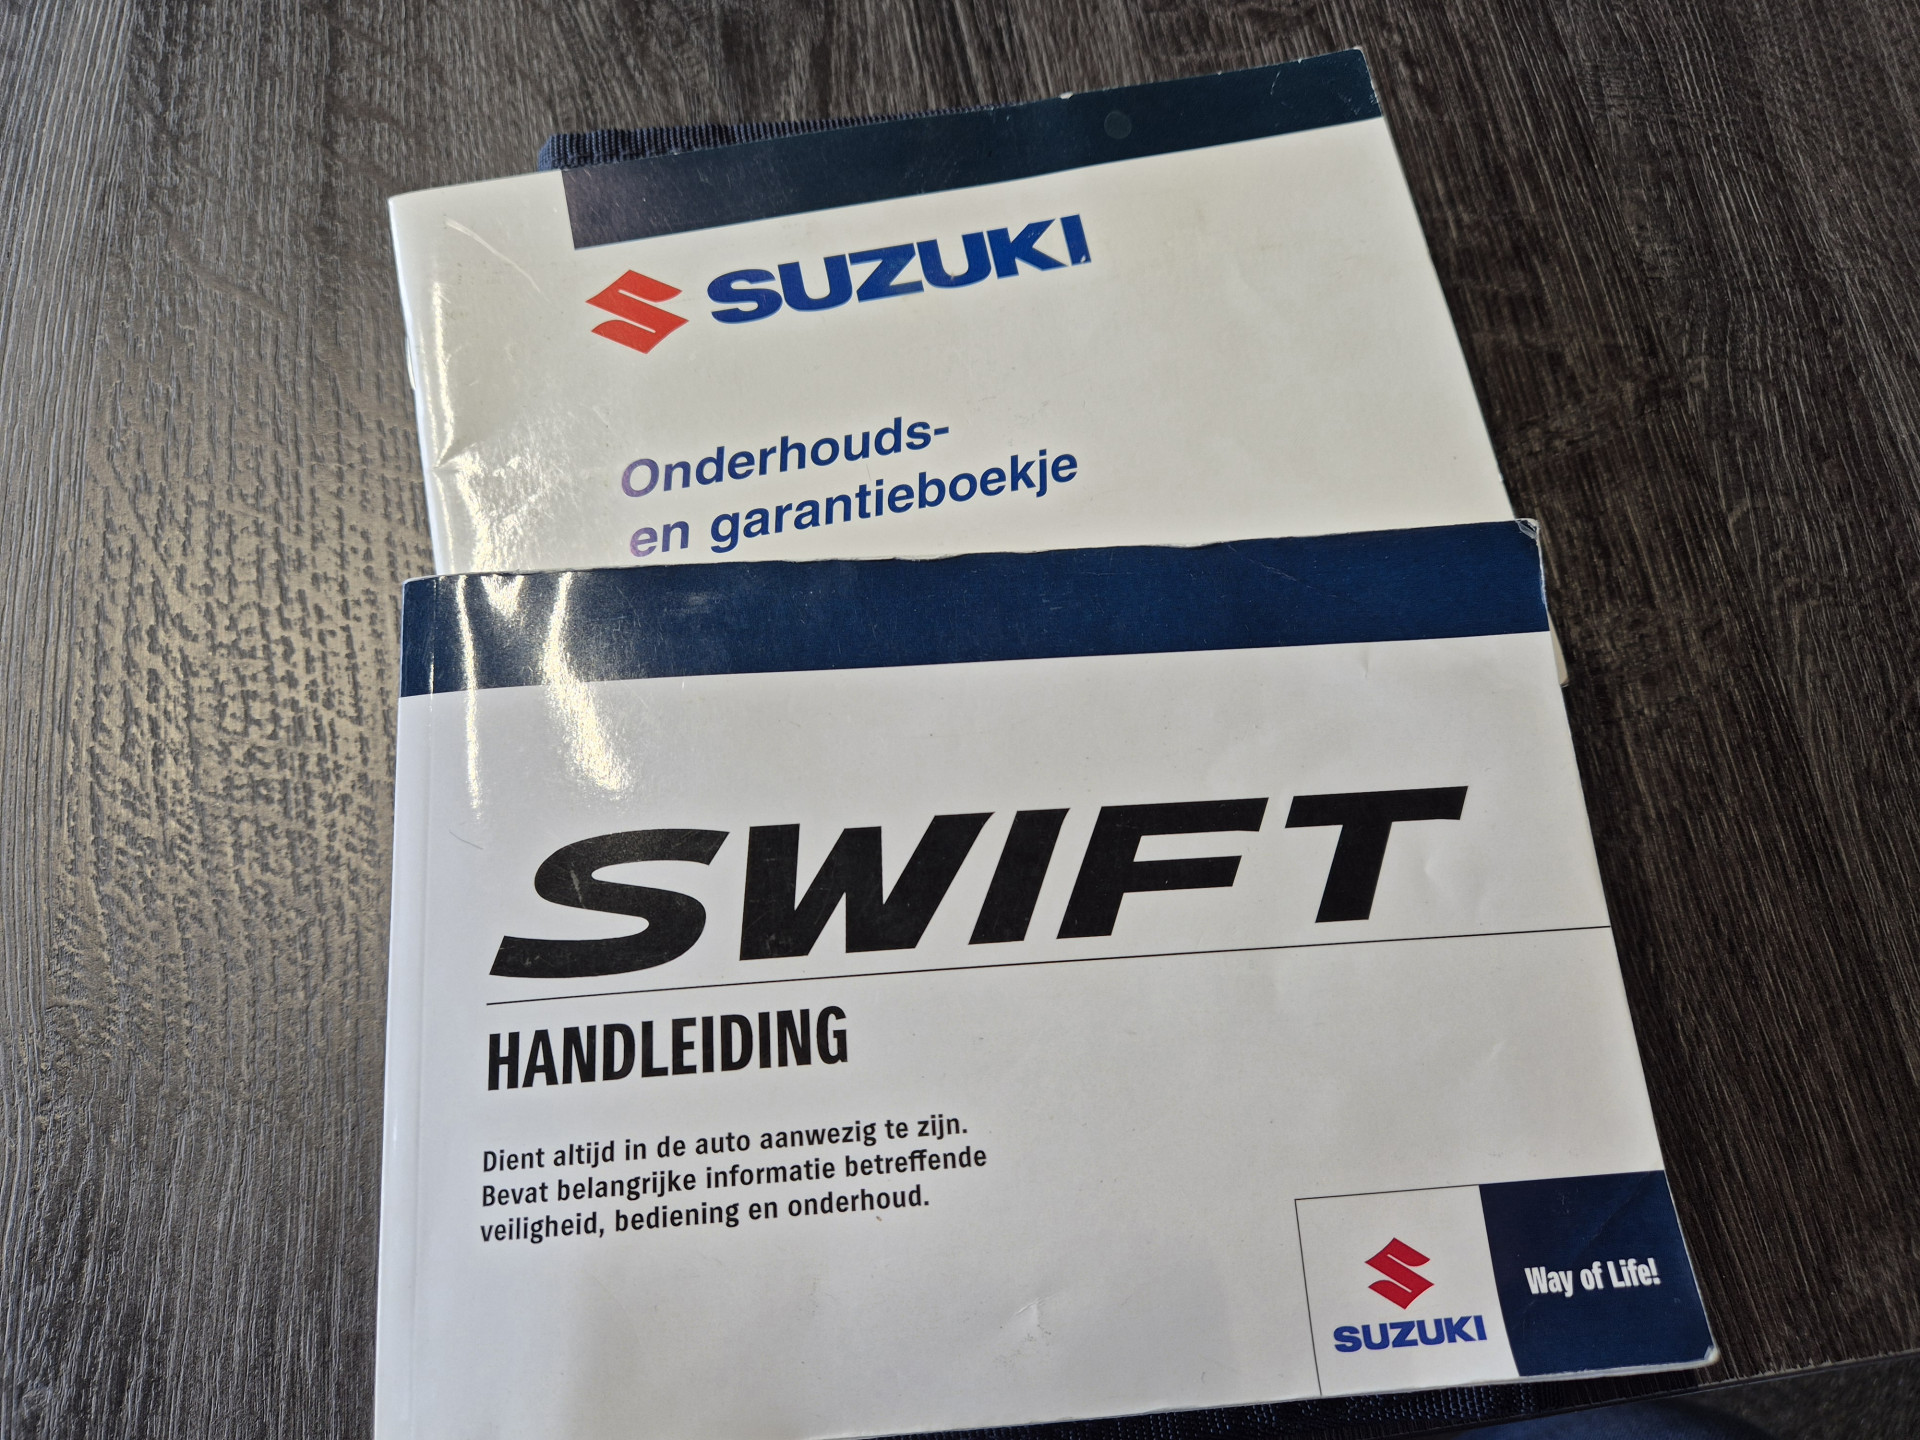 SUZUKI
Onderhouds-
en garantieboekje
SWIFT
HANDLEIDING
Dient altijd in de auto aanwezig te zijn.
Bevat belangrijke informatie betreffende
veiligheid, bediening en onderhoud.
Way of Life!
SUZUKI